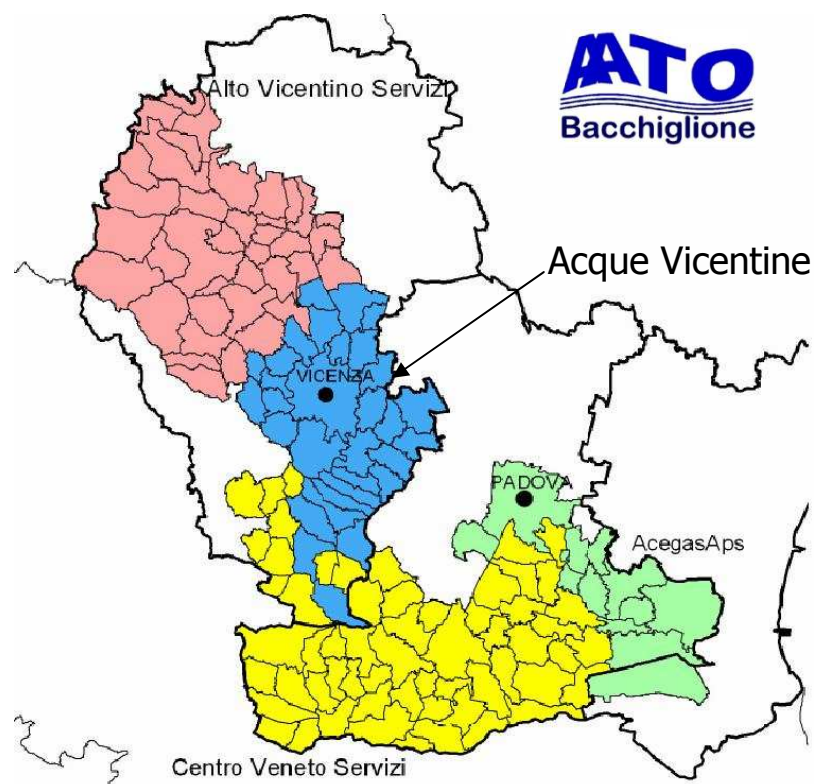 Alto Vicentino Servizi
AATO
Bacchiglione
Acque Vicentine
VICENZA
PADOVA
AcegasAps
Centro Veneto Servizi